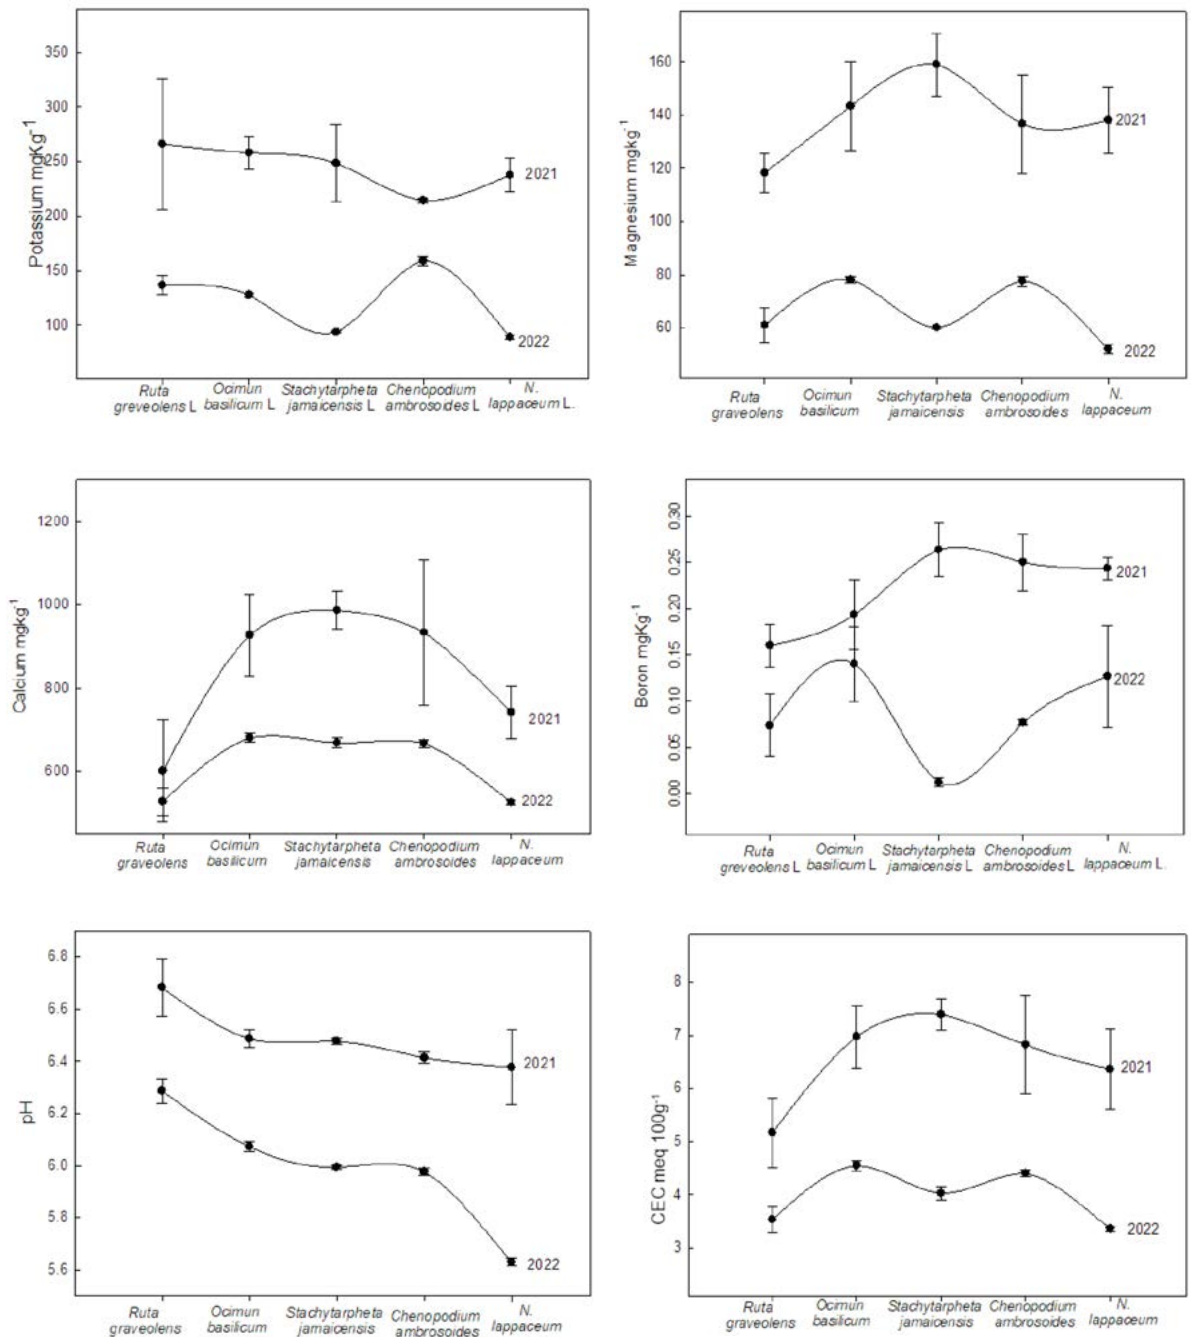 350
300
250
200
150
100
Potassium mgKg-1
2021
2022
Ruta
greveolens L
Ocimun
basilicum L
Stachytarpheta
jamaicensis L
Chenopodium
ambrosoides L
N.
lappaceum L.
160
140
120
100
80
60
Magnesium mgkg-1
2021
2022
Ruta
graveolens
Ocimun
basilicum
Stachytarpheta
jamaicensis
Chenopodium
ambrosoides
N.
lappaceum
1200
1000
800
600
Calcium mgkg-1
2021
2022
Ruta
graveolens
Ocimun
basilicum
Stachytarpheta
jamaicensis
Chenopodium
ambrosoides
N.
lappaceum
0.30
0.25
0.20
0.15
0.10
0.05
0.00
Boron mgKg-1
2021
2022
Ruta
greveolens L
Ocimun
basilicum L
Stachytarpheta
jamaicensis L
Chenopodium
ambrosoides L
N.
lappaceum L.
6.8
6.6
6.4
6.2
6.0
5.8
5.6
pH
2021
2022
Ruta
graveolens
Ocimun
basilicum
Stachytarpheta
jamaicensis
Chenopodium
ambrosoides
N.
lappaceum
8
7
6
5
4
3
CEC meq 100g-1
2021
2022
Ruta
graveolens
Ocimun
basilicum
Stachytarpheta
jamaicensis
Chenopodium
ambrosoides
N.
lappaceum